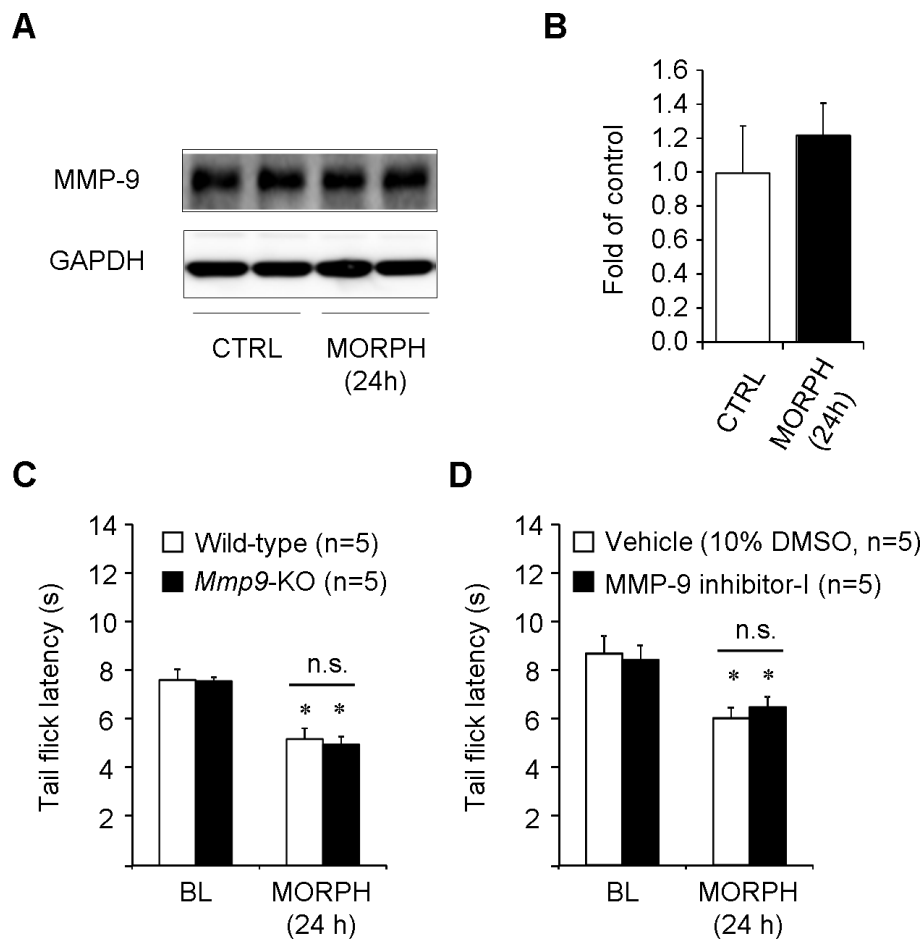 A
MMP-9
GAPDH
CTRL
MORPH
(24h)
B
Fold of control
1.6
1.4
1.2
1.0
0.8
0.6
0.4
0.2
0.0
CTRL
MORPH
(24h)
C
Tail flick latency (s)
14
12
10
8
6
4
2
Wild-type (n=5)
Mmp9-KO (n=5)
n.s.
* *
BL
MORPH
(24 h)
D
Tail flick latency (s)
14
12
10
8
6
4
2
Vehicle (10% DMSO, n=5)
MMP-9 inhibitor-I (n=5)
n.s.
* *
BL
MORPH
(24 h)